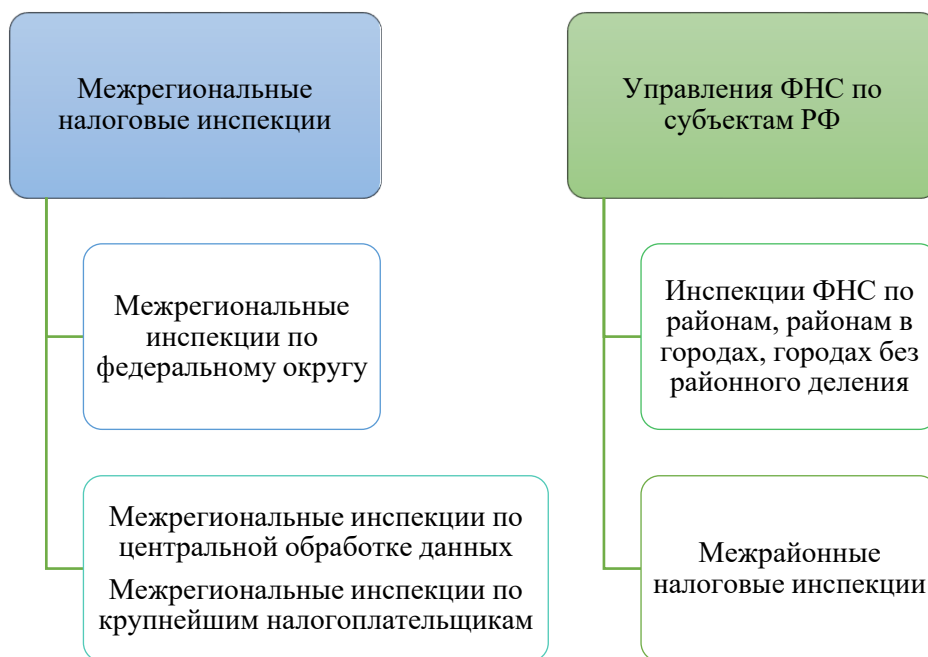 Межрегиональные
налоговые инспекции
Управления ФНС по
субъектам РФ
Межрегиональные
инспекции по
федеральному округу
Инспекции ФНС по
районам, районам в
городах, городах без
районного деления
Межрегиональные инспекции по
центральной обработке данных
Межрегиональные инспекции по
крупнейшим налогоплательщикам
Межрайонные
налоговые инспекции